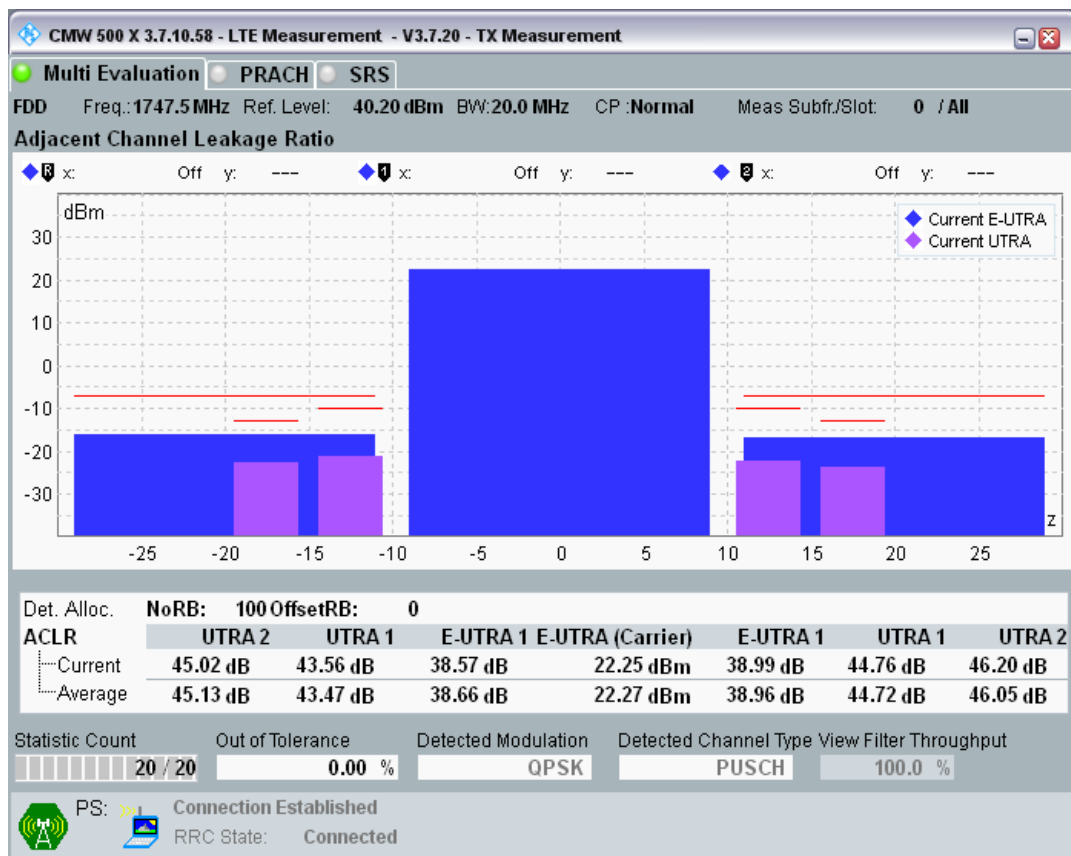 CMW 500 X 3.7.10.58 - LTE Measurement - V3.7.20 - TX Measurement
Multi Evaluation PRACH SRS
FDD Freq.:1747.5 MHz Ref. Level: 40.20 dBm BW:20.0 MHz CP :Normal Meas Subfr./Slot: 0 / All
Adjacent Channel Leakage Ratio
R x: Off y: --- 1 x: Off y: --- 2 x: Off y: ---
dBm
Current E-UTRA
Current UTRA
30
20
10
0
-10
-20
-30
z
-25 -20 -15 -10 -5 0 5 10 15 20 25
Det. Alloc. NoRB: 100 OffsetRB: 0
ACLR UTRA 2 UTRA 1 E-UTRA 1 E-UTRA (Carrier) E-UTRA 1 UTRA 1 UTRA 2
Current 45.02 dB 43.56 dB 38.57 dB 22.25 dBm 38.99 dB 44.76 dB 46.20 dB
Average 45.13 dB 43.47 dB 38.66 dB 22.27 dBm 38.96 dB 44.72 dB 46.05 dB
Statistic Count Out of Tolerance Detected Modulation Detected Channel Type View Filter Throughput
20 / 20 0.00 % QPSK PUSCH 100.0 %
PS: Connection Established
RRC State: Connected